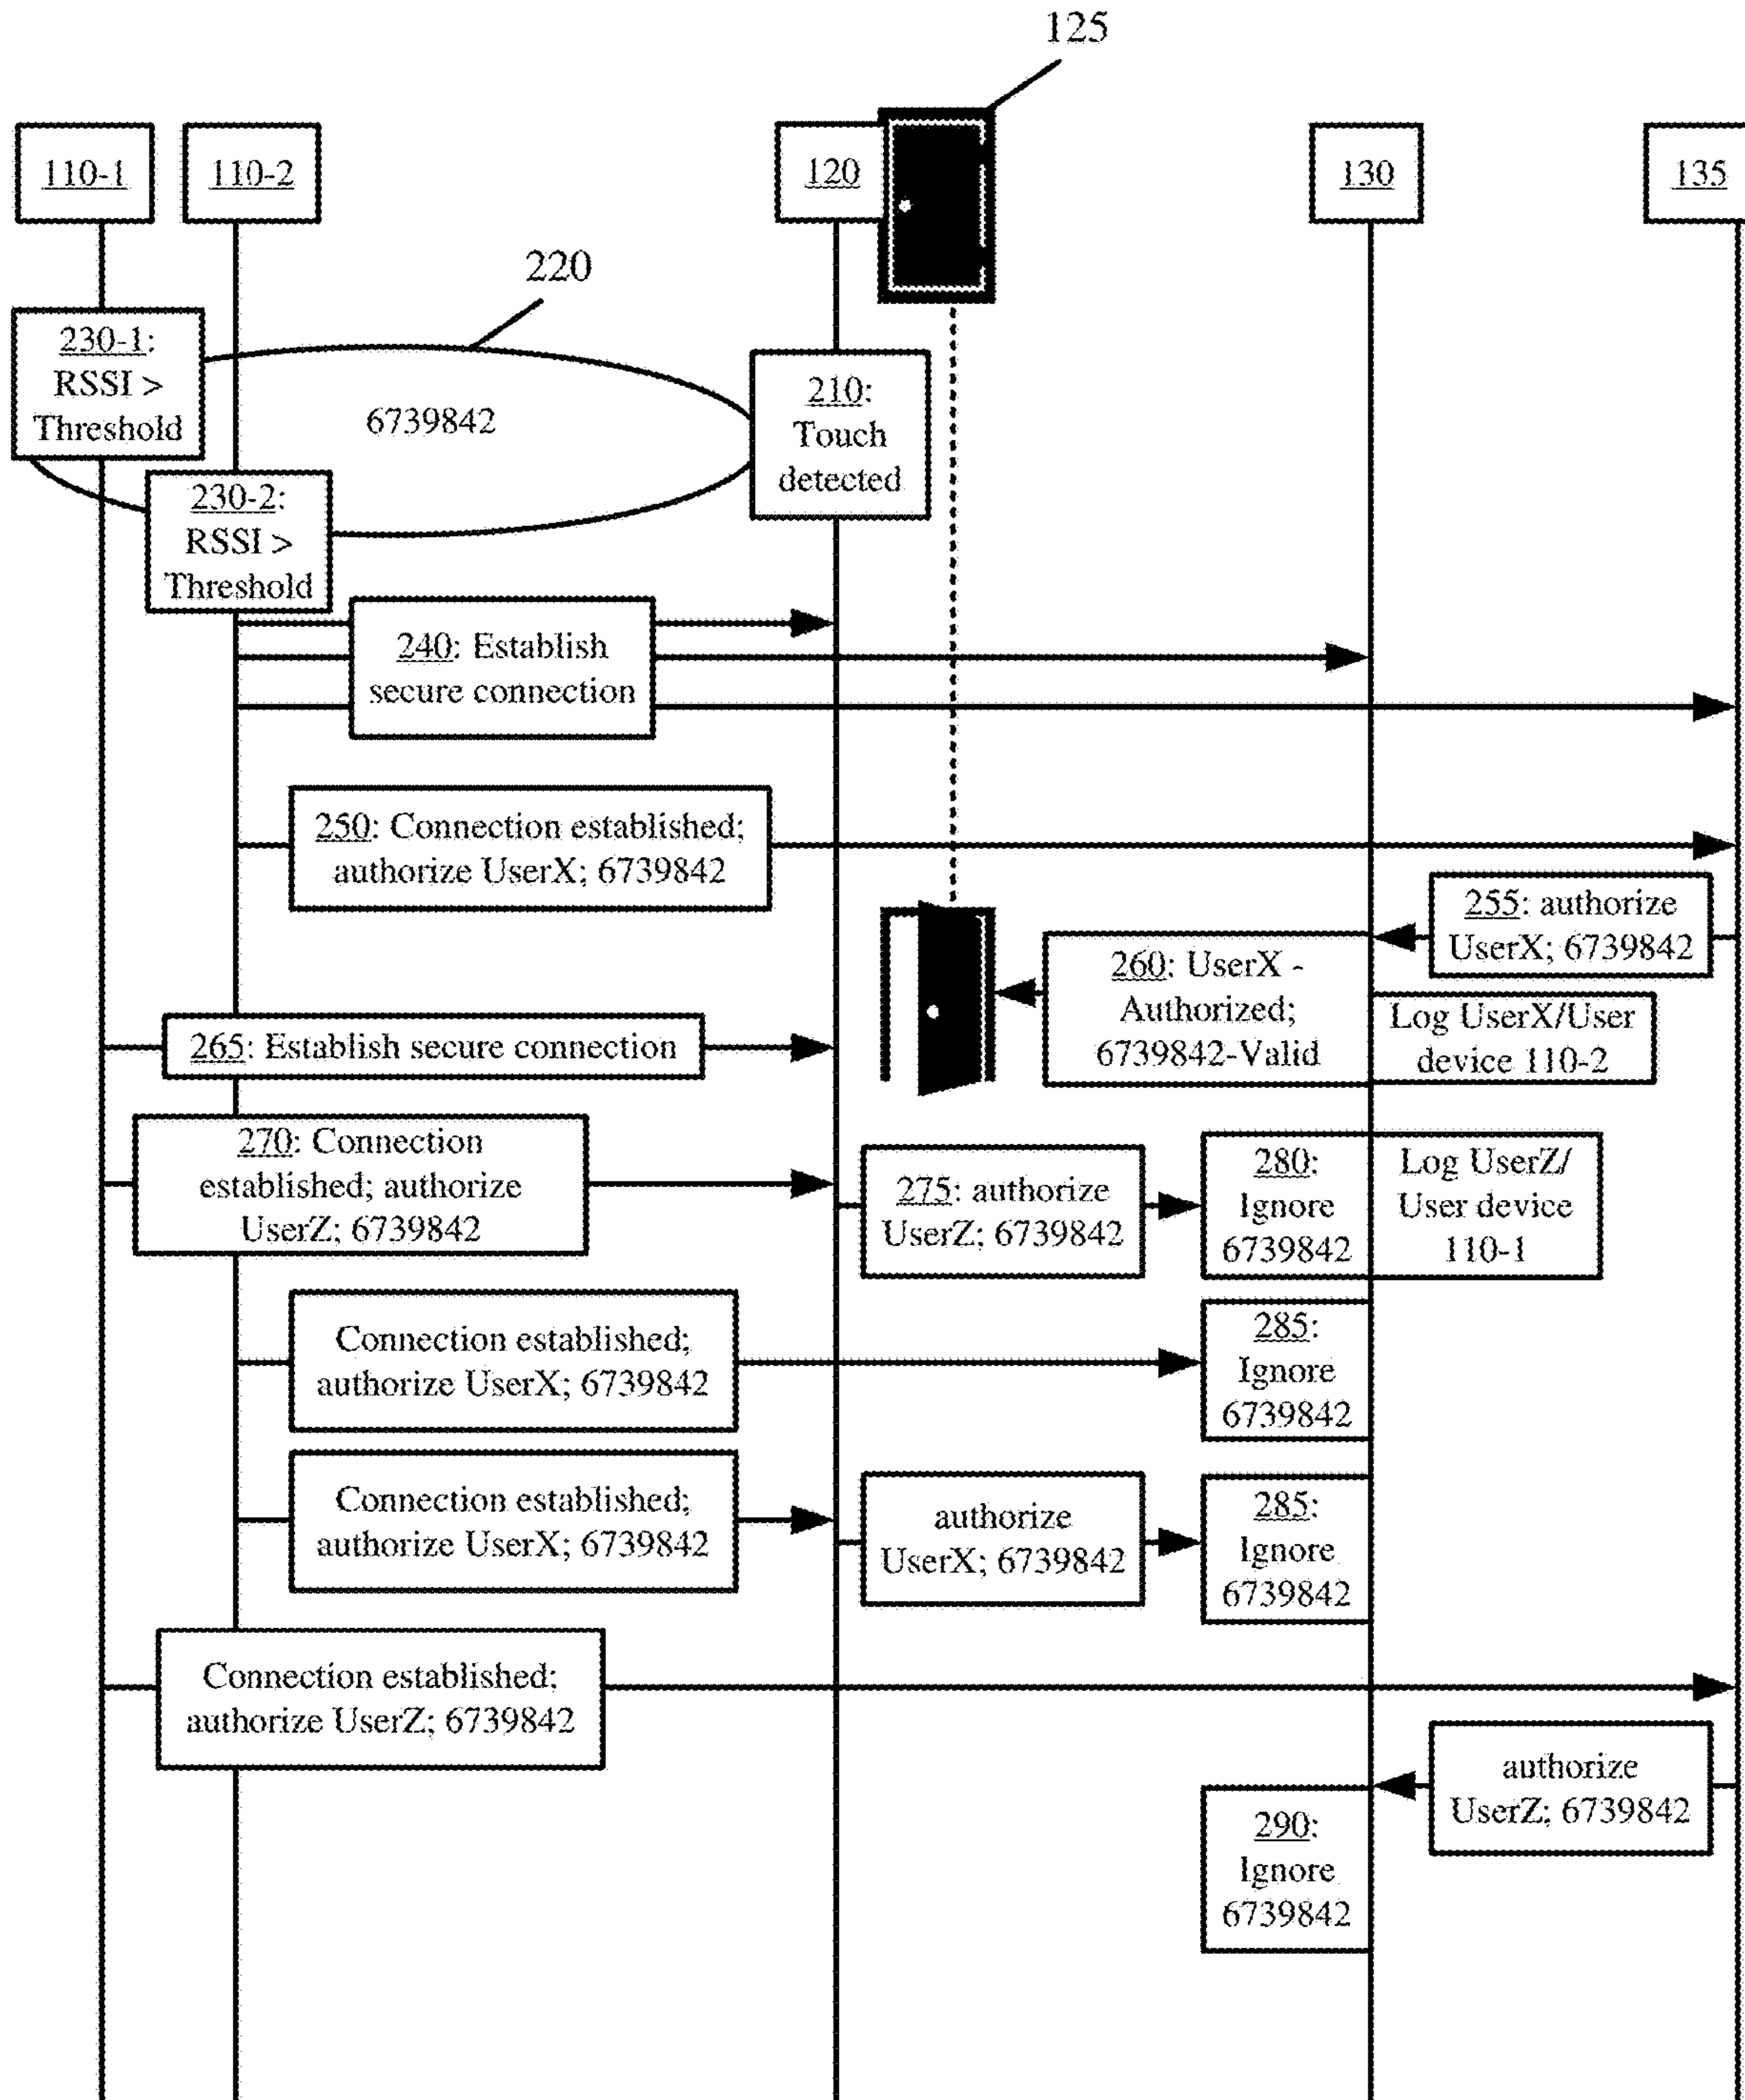 125
110-1
110-2
120
130
135
220
230-1:
RSSI >
Threshold
6739842
210:
Touch
detected
230-2:
RSSI >
Threshold
240: Establish
secure connection
250: Connection established;
authorize UserX; 6739842
255: authorize
UserX; 6739842
260: UserX -
Authorized;
6739842-Valid
Log UserX/User
device 110-2
265: Establish secure connection
270: Connection
established; authorize
UserZ; 6739842
275: authorize
UserZ; 6739842
280:
Ignore
6739842
Log UserZ/
User device
110-1
Connection established;
authorize UserX; 6739842
285:
Ignore
6739842
Connection established;
authorize UserX; 6739842
authorize
UserX; 6739842
285:
Ignore
6739842
Connection established;
authorize UserZ; 6739842
authorize
UserZ; 6739842
290:
Ignore
6739842